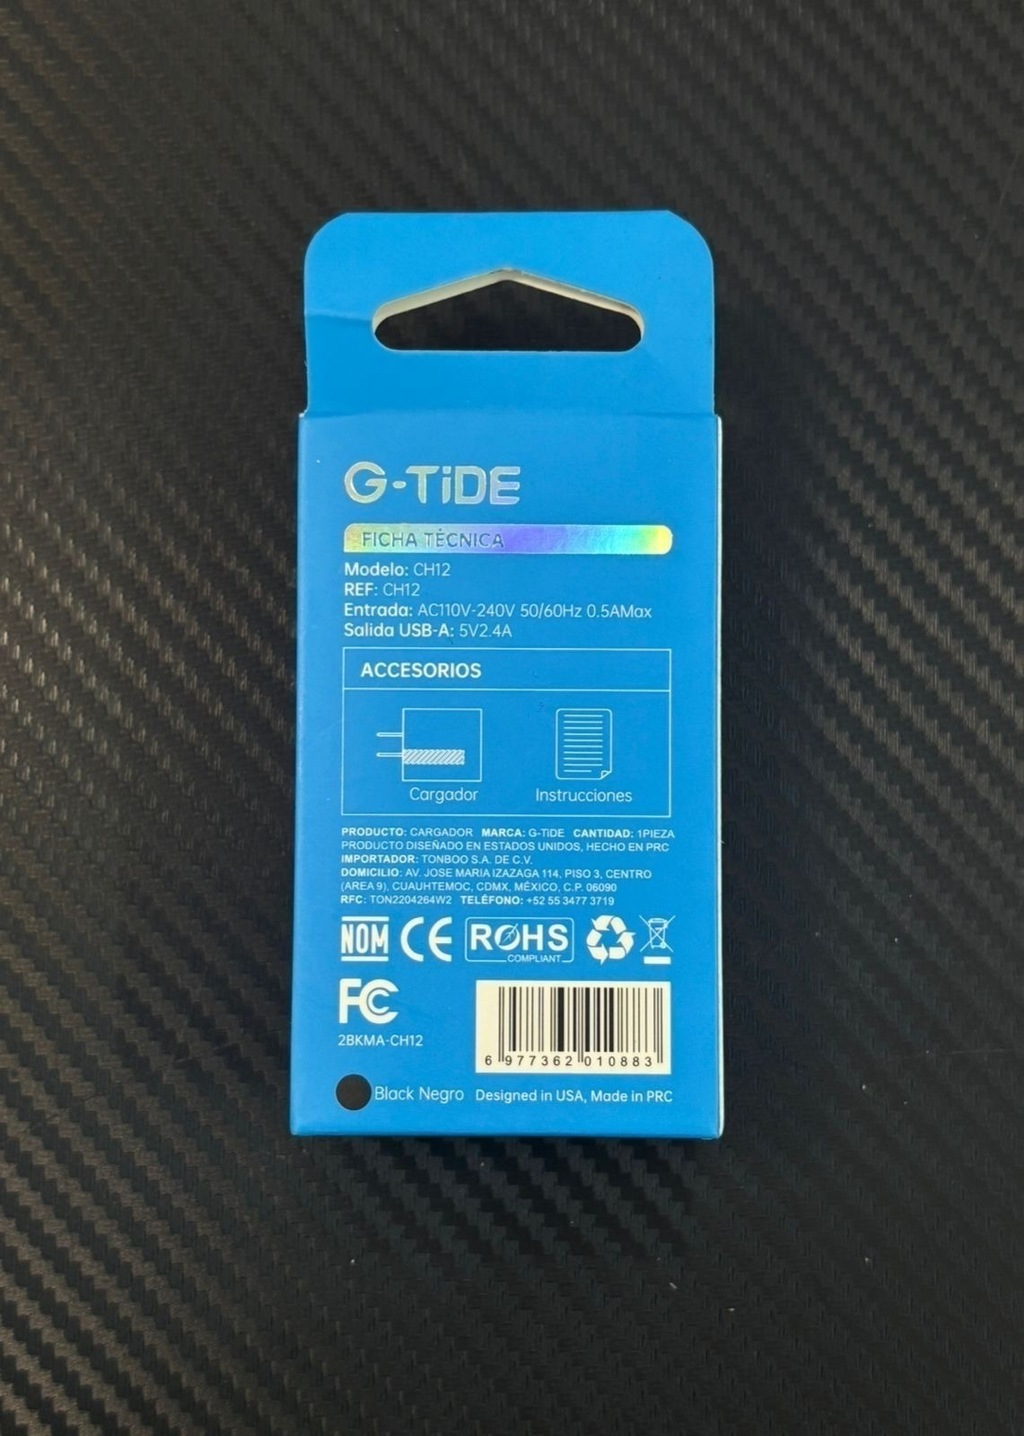 G-TiDE
FICHA TÉCNICA
Modelo: CH12
REF: CH12
Entrada: AC110V-240V 50/60Hz 0.5AMax
Salida USB-A: 5V2.4A
ACCESORIOS
Cargador
Instrucciones
PRODUCTO: CARGADOR MARCA: G-TiDE CANTIDAD: 1PIEZA
PRODUCTO DISEÑADO EN ESTADOS UNIDOS, HECHO EN PRC
IMPORTADOR: TONBOO S.A. DE C.V.
DOMICILIO: AV. JOSE MARIA IZAZAGA 114, PISO 3, CENTRO
(AREA 9), CUAUHTEMOC, CDMX, MÉXICO, C.P. 06090
RFC: TON2204264W2 TELÉFONO: +52 55 3477 3719
NOM CE ROHS
COMPLIANT
FC
2BKMA-CH12
6 977362 010883
Black Negro
Designed in USA, Made in PRC